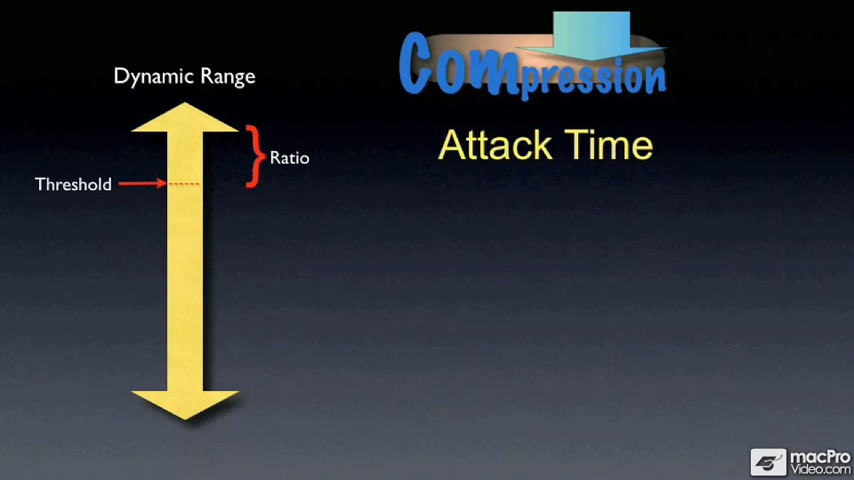 Compression
Dynamic Range
Attack Time
Ratio
Threshold
macPro
Video.com